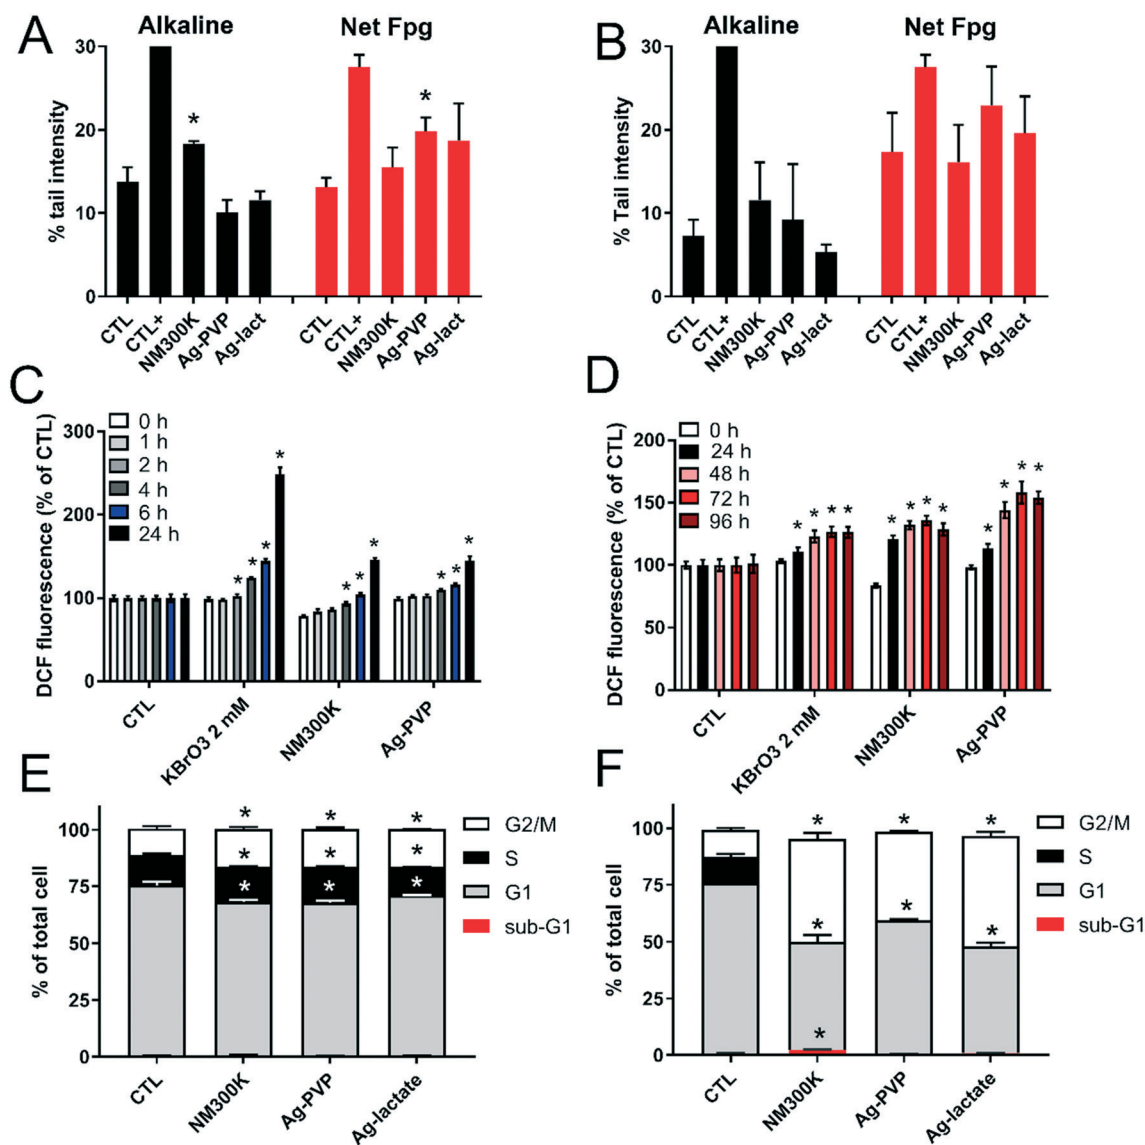 A
Alkaline
Net Fpg
% tail intensity
30
20
10
0
*
*
CTL
CTL+
NM300K
Ag-PVP
Ag-lact
CTL
CTL+
NM300K
Ag-PVP
Ag-lact
B
Alkaline
Net Fpg
% Tail intensity
30
20
10
0
CTL
CTL+
NM300K
Ag-PVP
Ag-lact
CTL
CTL+
NM300K
Ag-PVP
Ag-lact
C
DCF fluorescence (% of CTL)
300
200
100
0
0 h
1 h
2 h
4 h
6 h
24 h
* * * *
* * *
* * *
CTL
KBrO3 2 mM
NM300K
Ag-PVP
D
DCF fluorescence (% of CTL)
200
150
100
50
0
0 h
24 h
48 h
72 h
96 h
* * * *
* * * *
* * * *
CTL
KBrO3 2 mM
NM300K
Ag-PVP
E
% of total cell
100
75
50
25
0
* * *
* * *
* * *
G2/M
S
G1
sub-G1
CTL
NM300K
Ag-PVP
Ag-lactate
F
% of total cell
100
75
50
25
0
* * *
* * *
*
G2/M
S
G1
sub-G1
CTL
NM300K
Ag-PVP
Ag-lactate